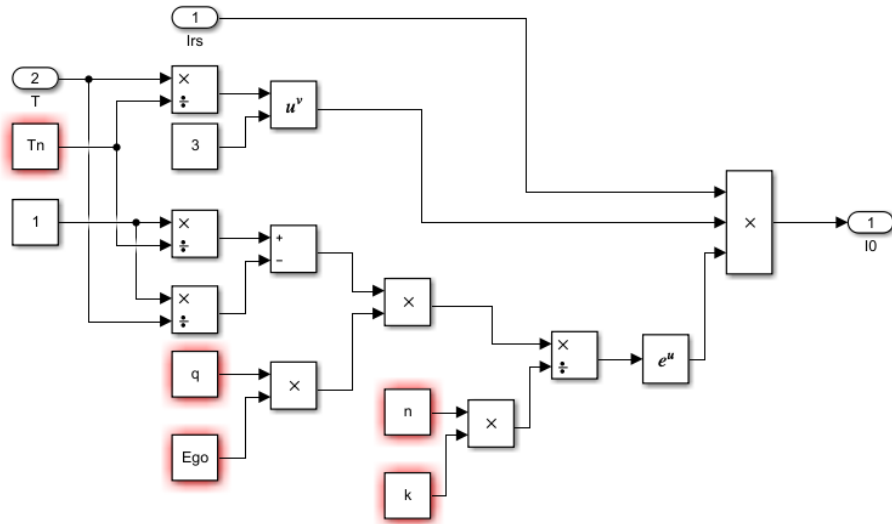 1
Irs
2
T
×
÷
u^v
Tn
3
1
×
÷
+
−
×
÷
×
q
×
Ego
×
÷
e^u
n
×
k
×
1
I0